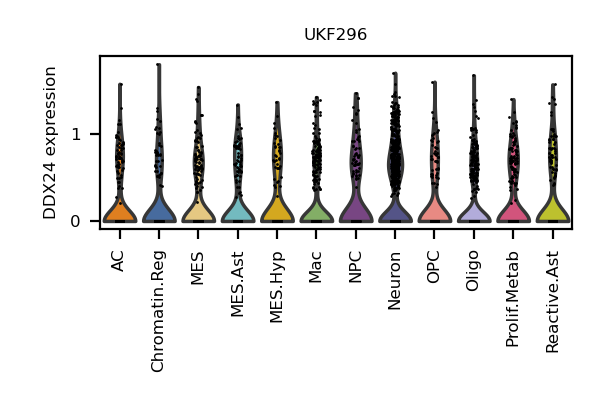 UKF296
DDX24 expression
1
0
AC
Chromatin.Reg
MES
MES.Ast
MES.Hyp
Mac
NPC
Neuron
OPC
Oligo
Prolif.Metab
Reactive.Ast